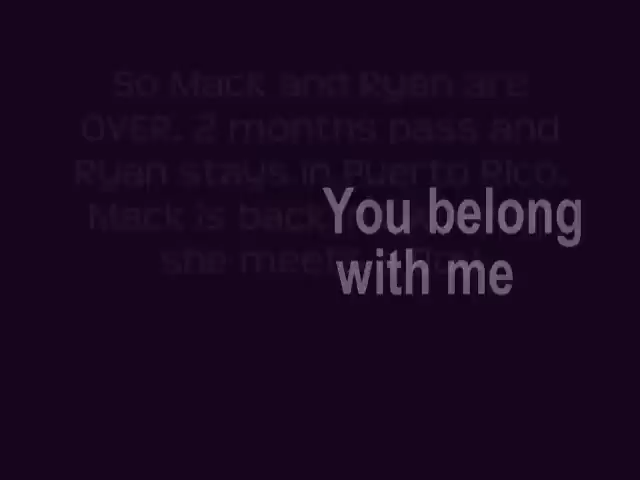 So Mack and Ryan are
OVER. 2 months pass and
Ryan stays in Puerto Rico.
Mack is back
she meets
You belong
with me